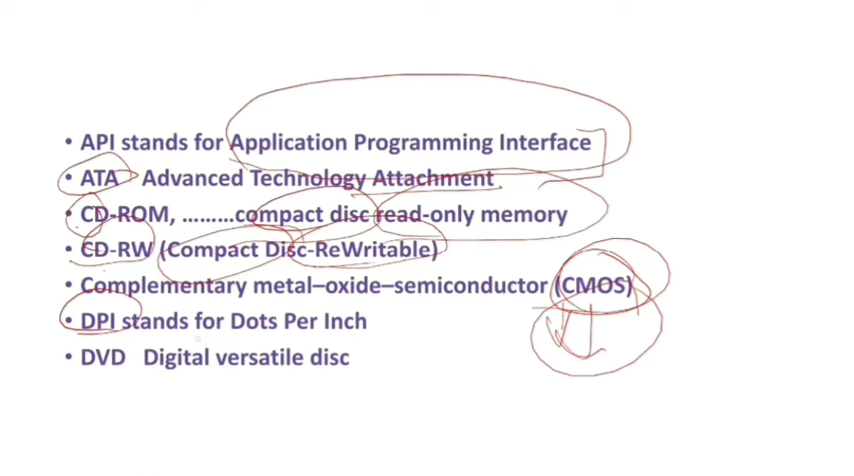 • API stands for Application Programming Interface
• ATA Advanced Technology Attachment
• CD-ROM, .........compact disc read-only memory
• CD-RW (Compact Disc-ReWritable)
• Complementary metal–oxide–semiconductor (CMOS)
• DPI stands for Dots Per Inch
• DVD Digital versatile disc